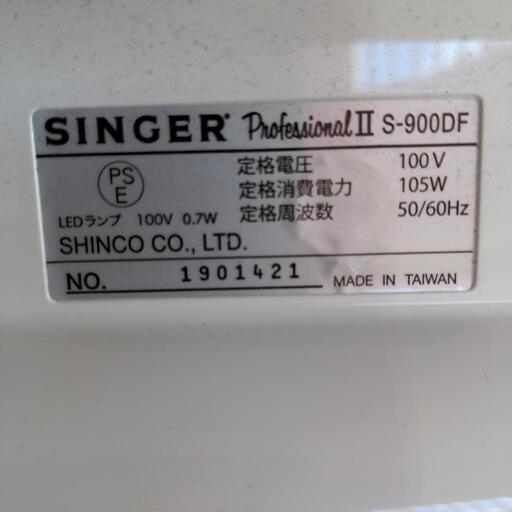 SINGER Professional II S-900DF
PS E
定格電圧 100V
定格消費電力 105W
LEDランプ 100V 0.7W 定格周波数 50/60Hz
SHINCO CO., LTD.
NO. 1901421 MADE IN TAIWAN